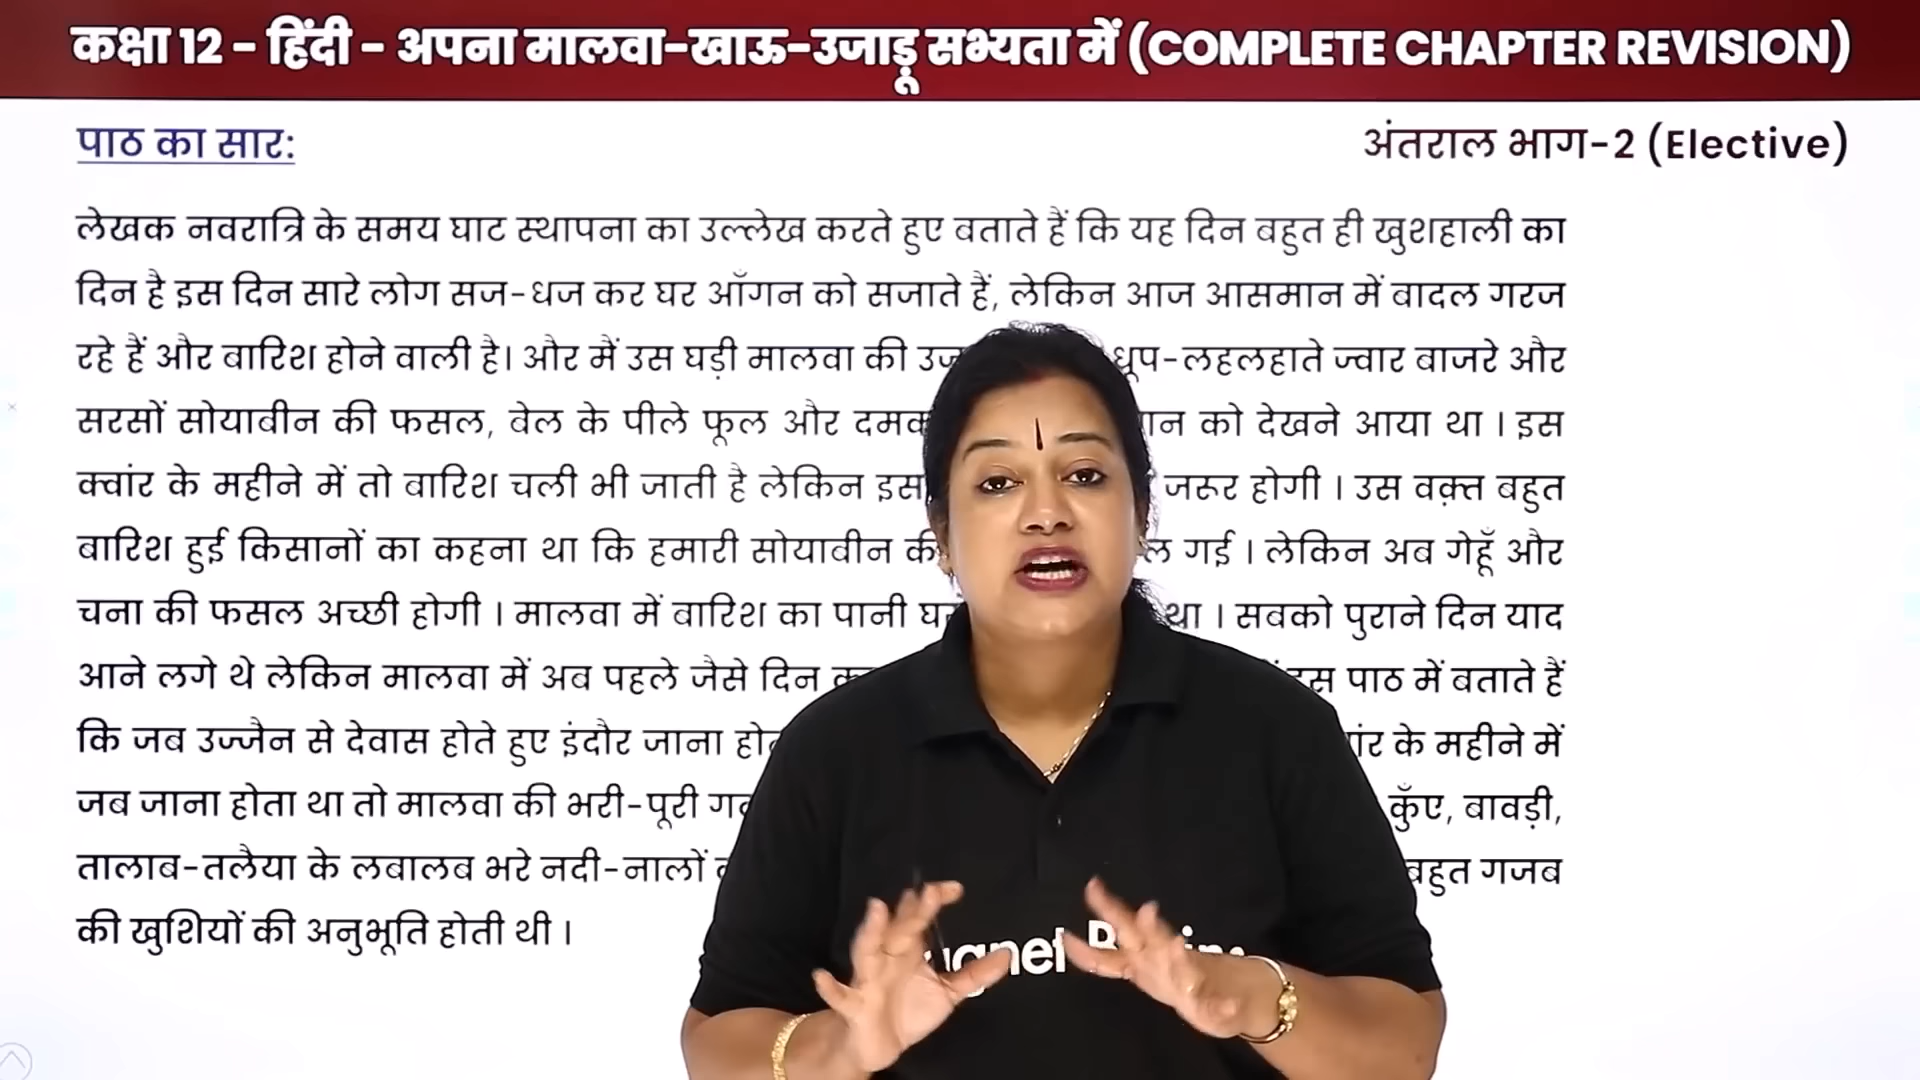 कक्षा 12 - हिंदी - अपना मालवा-खाऊ-उजाड़ू सभ्यता में (COMPLETE CHAPTER REVISION)
पाठ का सार:
अंतराल भाग-2 (Elective)
लेखक नवरात्रि के समय घाट स्थापना का उल्लेख करते हुए बताते हैं कि यह दिन बहुत ही खुशहाली का
दिन है इस दिन सारे लोग सज-धज कर घर आँगन को सजाते हैं, लेकिन आज आसमान में बादल गरज
रहे हैं और बारिश होने वाली है। और मैं उस घड़ी मालवा की धूप-लहलहाते ज्वार बाजरे और
सरसों सोयाबीन की फसल, बेल के पीले फूल और को देखने आया था । इस
क्वांर के महीने में तो बारिश चली भी जाती है लेकिन इस जरूर होगी । उस वक़्त बहुत
बारिश हुई किसानों का कहना था कि हमारी सोयाबीन की गई । लेकिन अब गेहूँ और
चना की फसल अच्छी होगी । मालवा में बारिश का पानी था । सबको पुराने दिन याद
आने लगे थे लेकिन मालवा में अब पहले जैसे दिन इस पाठ में बताते हैं
कि जब उज्जैन से देवास होते हुए इंदौर जाना के महीने में
जब जाना होता था तो मालवा की भरी-पूरी कुँए, बावड़ी,
तालाब-तलैया के लबालब भरे नदी-नालों बहुत गजब
की खुशियों की अनुभूति होती थी ।